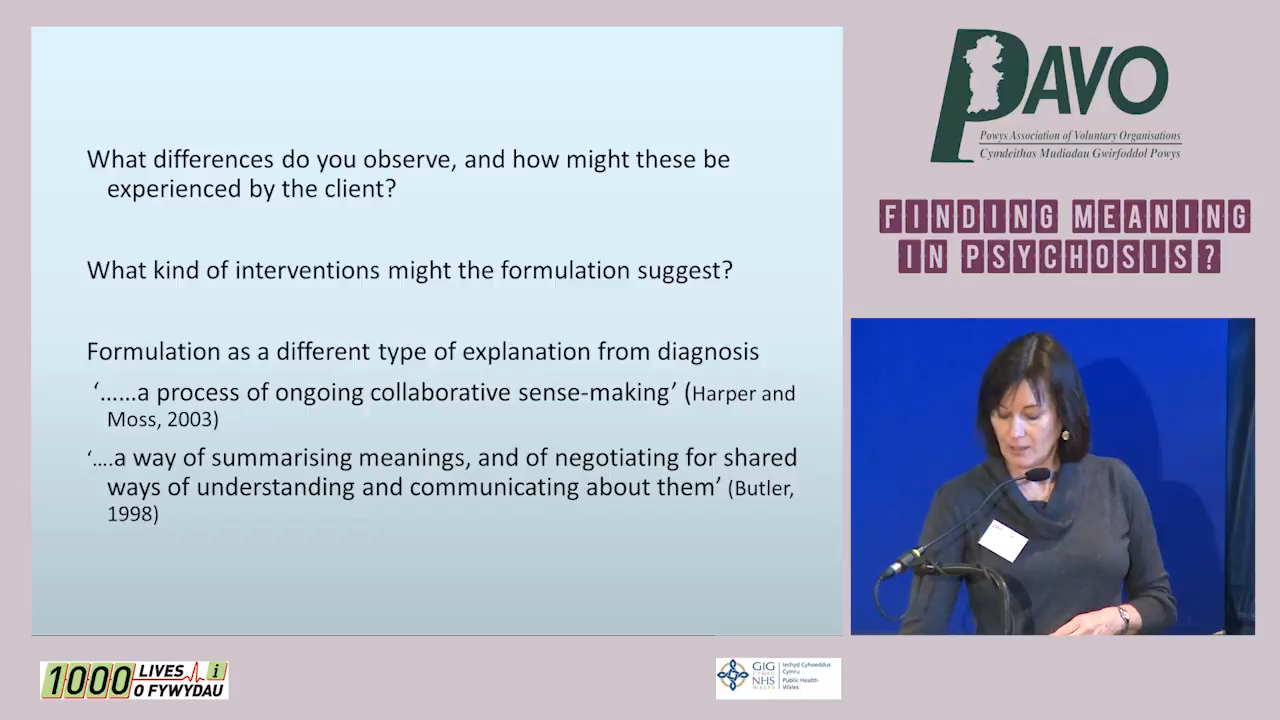 What differences do you observe, and how might these be
experienced by the client?
What kind of interventions might the formulation suggest?
Formulation as a different type of explanation from diagnosis
‘......a process of ongoing collaborative sense-making’ (Harper and
Moss, 2003)
‘....a way of summarising meanings, and of negotiating for shared
ways of understanding and communicating about them’ (Butler,
1998)
PAVO
Powys Association of Voluntary Organisations
Cymdeithas Mudiadau Gwirfoddol Powys
FINDING MEANING
IN PSYCHOSIS?
1000 LIVES i
O FYWYDAU
GIG
CYMRU
NHS
WALES
Iechyd Cyhoeddus
Cymru
Public Health
Wales